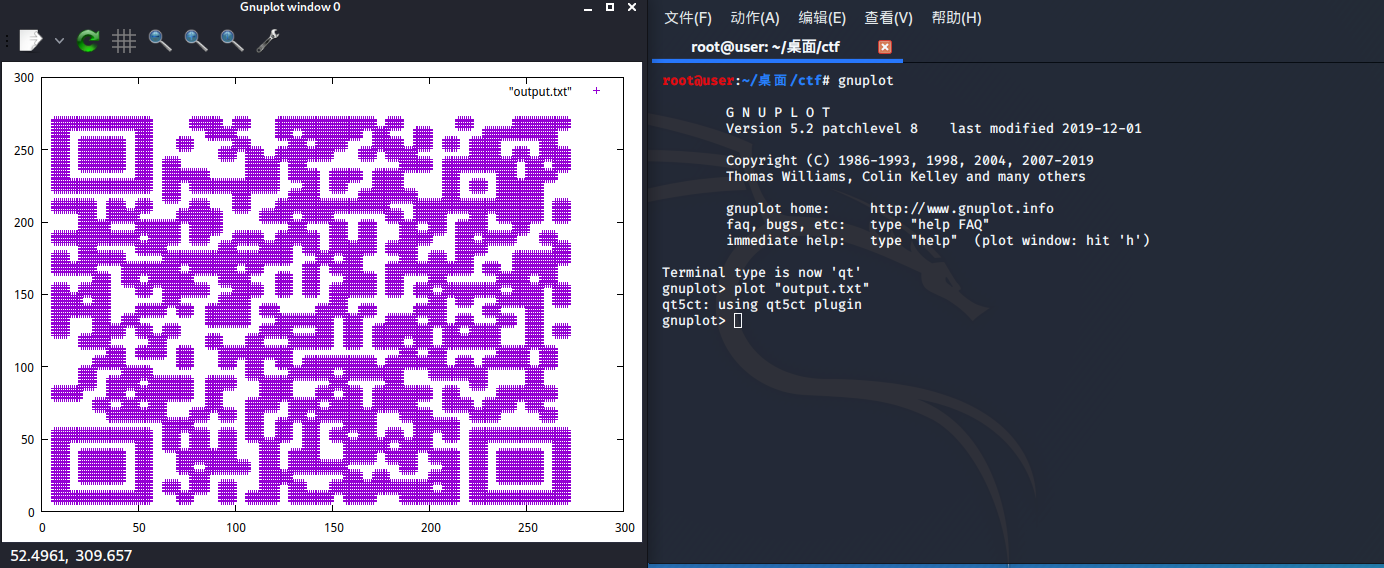 Gnuplot window 0
"output.txt"
300
250
200
150
100
50
0
0 50 100 150 200 250 300
52.4961, 309.657
文件(F) 动作(A) 编辑(E) 查看(V) 帮助(H)
root@user: ~/桌面/ctf
root@user:~/桌面/ctf# gnuplot
G N U P L O T
Version 5.2 patchlevel 8 last modified 2019-12-01
Copyright (C) 1986-1993, 1998, 2004, 2007-2019
Thomas Williams, Colin Kelley and many others
gnuplot home: http://www.gnuplot.info
faq, bugs, etc: type "help FAQ"
immediate help: type "help" (plot window: hit 'h')
Terminal type is now 'qt'
gnuplot> plot "output.txt"
qt5ct: using qt5ct plugin
gnuplot>